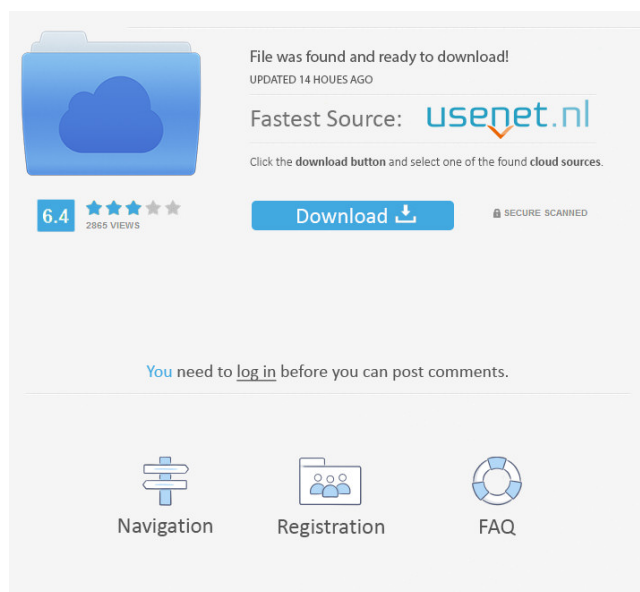 File was found and ready to download!
UPDATED 14 HOUES AGO
Fastest Source: usenet.nl
Click the download button and select one of the found cloud sources.
6.4
2865 VIEWS
Download
SECURE SCANNED
You need to log in before you can post comments.
Navigation
Registration
FAQ